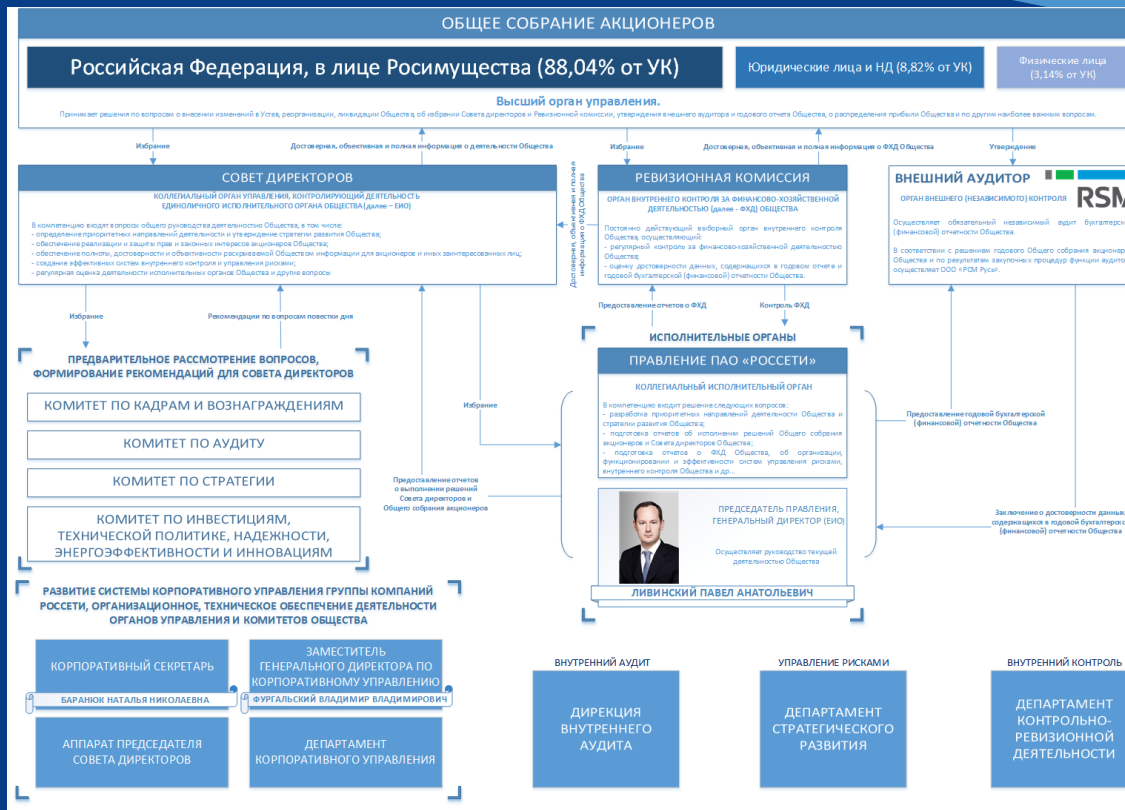 ОБЩЕЕ СОБРАНИЕ АКЦИОНЕРОВ
Российская Федерация, в лице Росимущества (88,04% от УК)
Юридические лица и НД (8,82% от УК)
Физические лица
(3,14% от УК)
Высший орган управления.
Принимает решения по вопросам о внесении изменений в Устав, реорганизации, ликвидации Общества, об избрании Совета директоров и Ревизионной комиссии, утверждения внешнего аудитора и годового отчета Общества, о распределения прибыли Общества и по другим наиболее важным вопросам.
Избрание
Достоверная, объективная и полная информация о деятельности Общества
Избрание
Достоверная, объективная и полная информация о ФХД Общества
Утверждение
СОВЕТ ДИРЕКТОРОВ
КОЛЛЕГИАЛЬНЫЙ ОРГАН УПРАВЛЕНИЯ, КОНТРОЛИРУЮЩИЙ ДЕЯТЕЛЬНОСТЬ
ЕДИНОЛИЧНОГО ИСПОЛНИТЕЛЬНОГО ОРГАНА ОБЩЕСТВА (далее – ЕИО)
В компетенцию входят вопросы общего руководства деятельностью Общества, в том числе:
- определение приоритетных направлений деятельности и утверждение стратегии развития Общества;
- обеспечение реализации и защиты прав и законных интересов акционеров Общества;
- обеспечение полноты, достоверности и объективности раскрываемой Обществом информации для акционеров и иных заинтересованных лиц;
- создание эффективных систем внутреннего контроля и управления рисками;
- регулярная оценка деятельности исполнительных органов Общества и другие вопросы
Достоверная, объективная и полная
информация о ФХД Общества
РЕВИЗИОННАЯ КОМИССИЯ
ОРГАН ВНУТРЕННЕГО КОНТРОЛЯ ЗА ФИНАНСОВО-ХОЗЯЙСТВЕННОЙ
ДЕЯТЕЛЬНОСТЬЮ (далее - ФХД) ОБЩЕСТВА
Постоянно действующий выборный орган внутреннего контроля
Общества, осуществляющий:
- регулярный контроль за финансово-хозяйственной деятельностью
Общества;
- оценку достоверности данных, содержащихся в годовом отчете и
годовой бухгалтерской (финансовой) отчетности Общества.
ВНЕШНИЙ АУДИТОР
RSM
ОРГАН ВНЕШНЕГО (НЕЗАВИСИМОГО) КОНТРОЛЯ
Осуществляет обязательный независимый аудит бухгалтерско
(финансовой) отчетности Общества.
В соответствии с решением годового Общего собрания акционеро
Общества и по результатам закупочных процедур функции аудитор
осуществляет ООО «РСМ Русь».
Избрание
Рекомендации по вопросам повестки дня
Предоставление отчетов о ФХД
Контроль ФХД
ПРЕДВАРИТЕЛЬНОЕ РАССМОТРЕНИЕ ВОПРОСОВ,
ФОРМИРОВАНИЕ РЕКОМЕНДАЦИЙ ДЛЯ СОВЕТА ДИРЕКТОРОВ
КОМИТЕТ ПО КАДРАМ И ВОЗНАГРАЖДЕНИЯМ
КОМИТЕТ ПО АУДИТУ
КОМИТЕТ ПО СТРАТЕГИИ
КОМИТЕТ ПО ИНВЕСТИЦИЯМ,
ТЕХНИЧЕСКОЙ ПОЛИТИКЕ, НАДЕЖНОСТИ,
ЭНЕРГОЭФФЕКТИВНОСТИ И ИННОВАЦИЯМ
Избрание
Предоставление отчетов
о выполнении решений
Совета директоров и
Общего собрания акционеров
ИСПОЛНИТЕЛЬНЫЕ ОРГАНЫ
ПРАВЛЕНИЕ ПАО «РОССЕТИ»
КОЛЛЕГИАЛЬНЫЙ ИСПОЛНИТЕЛЬНЫЙ ОРГАН
В компетенцию входит решение следующих вопросов:
- разработка приоритетных направлений деятельности Общества и
стратегии развития Общества;
- подготовка отчетов об исполнении решений Общего собрания
акционеров и Совета директоров Общества;
- подготовка отчетов о ФХД Общества, об организации,
функционировании и эффективности систем управления рисками,
внутреннего контроля Общества и др...
ПРЕДСЕДАТЕЛЬ ПРАВЛЕНИЯ,
ГЕНЕРАЛЬНЫЙ ДИРЕКТОР (ЕИО)
Осуществляет руководство текущей
деятельностью Общества
ЛИВИНСКИЙ ПАВЕЛ АНАТОЛЬЕВИЧ
Предоставление годовой бухгалтерской
(финансовой) отчетности Общества
Заключение о достоверности данных,
содержащихся в годовой бухгалтерско
(финансовой) отчетности Общества
РАЗВИТИЕ СИСТЕМЫ КОРПОРАТИВНОГО УПРАВЛЕНИЯ ГРУППЫ КОМПАНИЙ
РОССЕТИ, ОРГАНИЗАЦИОННОЕ, ТЕХНИЧЕСКОЕ ОБЕСПЕЧЕНИЕ ДЕЯТЕЛЬНОСТИ
ОРГАНОВ УПРАВЛЕНИЯ И КОМИТЕТОВ ОБЩЕСТВА
КОРПОРАТИВНЫЙ СЕКРЕТАРЬ
БАРАНЮК НАТАЛЬЯ НИКОЛАЕВНА
ЗАМЕСТИТЕЛЬ
ГЕНЕРАЛЬНОГО ДИРЕКТОРА ПО
КОРПОРАТИВНОМУ УПРАВЛЕНИЮ
ФУРГАЛЬСКИЙ ВЛАДИМИР ВЛАДИМИРОВИЧ
АППАРАТ ПРЕДСЕДАТЕЛЯ
СОВЕТА ДИРЕКТОРОВ
ДЕПАРТАМЕНТ
КОРПОРАТИВНОГО УПРАВЛЕНИЯ
ВНУТРЕННИЙ АУДИТ
ДИРЕКЦИЯ
ВНУТРЕННЕГО
АУДИТА
УПРАВЛЕНИЕ РИСКАМИ
ДЕПАРТАМЕНТ
СТРАТЕГИЧЕСКОГО
РАЗВИТИЯ
ВНУТРЕННИЙ КОНТРОЛЬ
ДЕПАРТАМЕНТ
КОНТРОЛЬНО-
РЕВИЗИОННОЙ
ДЕЯТЕЛЬНОСТИ